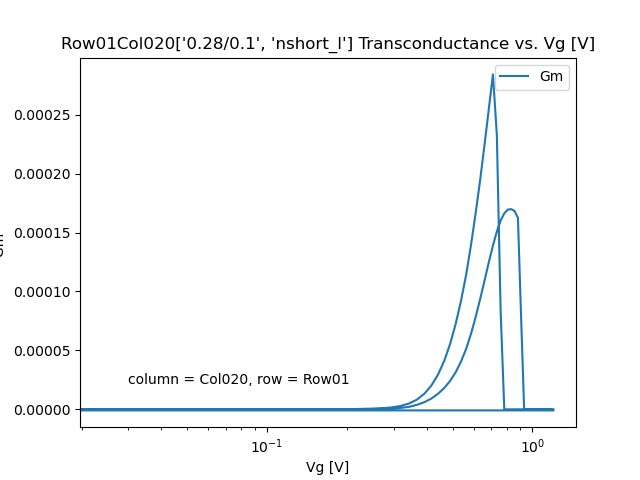 Row01Col020['0.28/0.1', 'nshort_l'] Transconductance vs. Vg [V]
Gm
0.00025
0.00020
0.00015
0.00010
0.00005
0.00000
column = Col020, row = Row01
10⁻¹
10⁰
Vg [V]